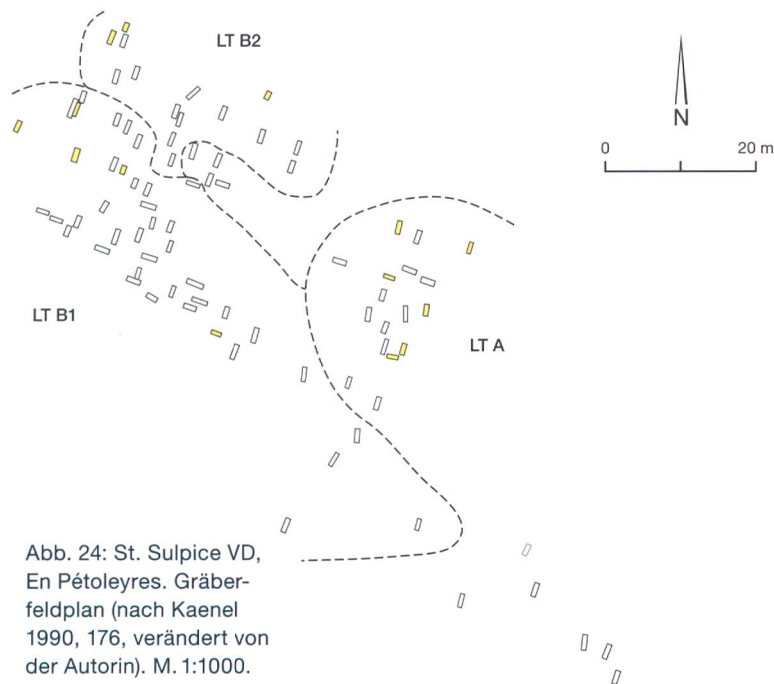 LT B2
N
0 20 m
LT B1
LT A
Abb. 24: St. Sulpice VD,
En Pétoleyres. Gräber-
feldplan (nach Kaenel
1990, 176, verändert von
der Autorin). M. 1:1000.